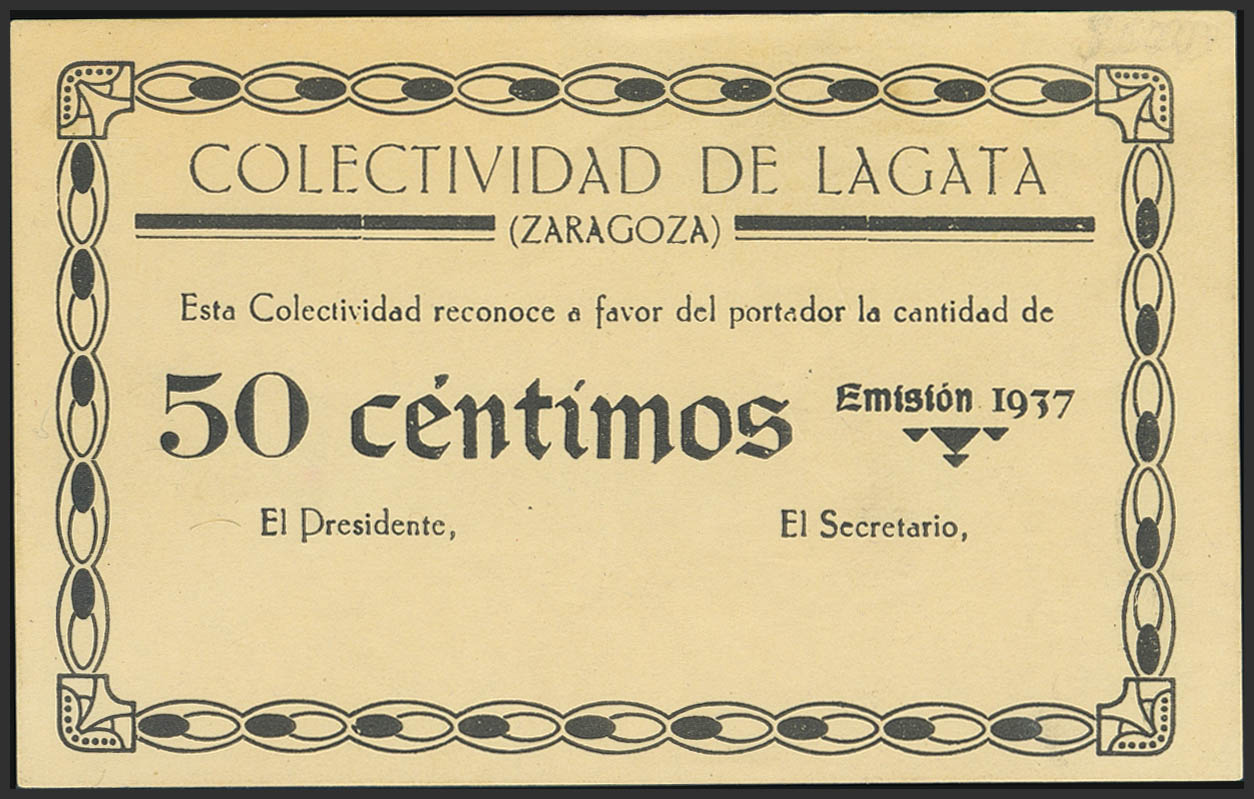 COLECTIVIDAD DE LAGATA
(ZARAGOZA)
Esta Colectividad reconoce a favor del portador la cantidad de
50 céntimos Emisión 1937
El Presidente, El Secretario,